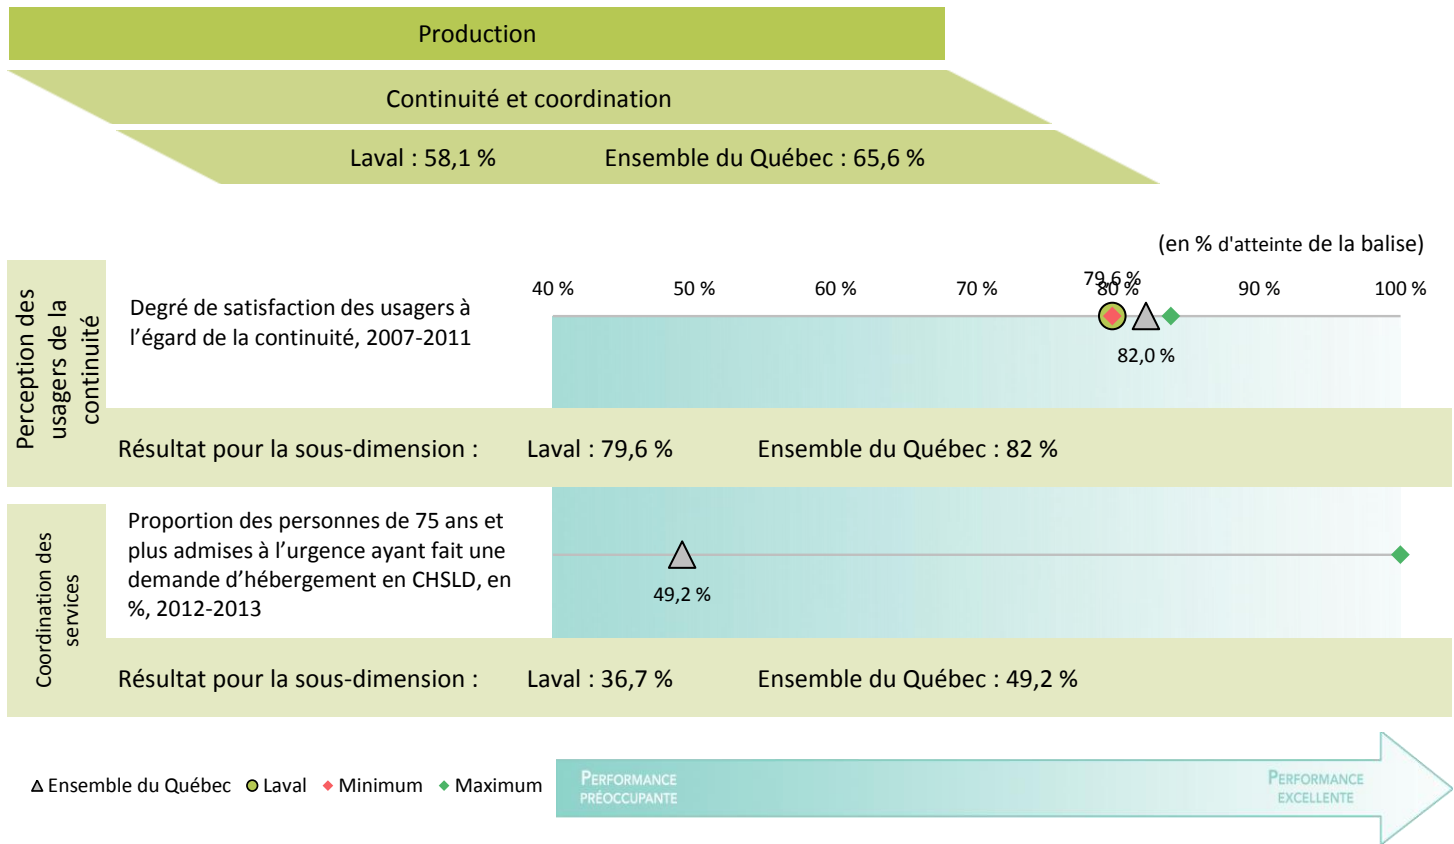 Production
Continuité et coordination
Laval : 58,1 % Ensemble du Québec : 65,6 %
(en % d'atteinte de la balise)
40 % 50 % 60 % 70 % 80 % 90 % 100 %
Perception des
usagers de la
continuité
Degré de satisfaction des usagers à
l'égard de la continuité, 2007-2011
79,6 %
82,0 %
Résultat pour la sous-dimension : Laval : 79,6 % Ensemble du Québec : 82 %
Coordination des
services
Proportion des personnes de 75 ans et
plus admises à l'urgence ayant fait une
demande d'hébergement en CHSLD, en
%, 2012-2013
49,2 %
Résultat pour la sous-dimension : Laval : 36,7 % Ensemble du Québec : 49,2 %
Ensemble du Québec Laval Minimum Maximum
PERFORMANCE
PRÉOCCUPANTE
PERFORMANCE
EXCELLENTE